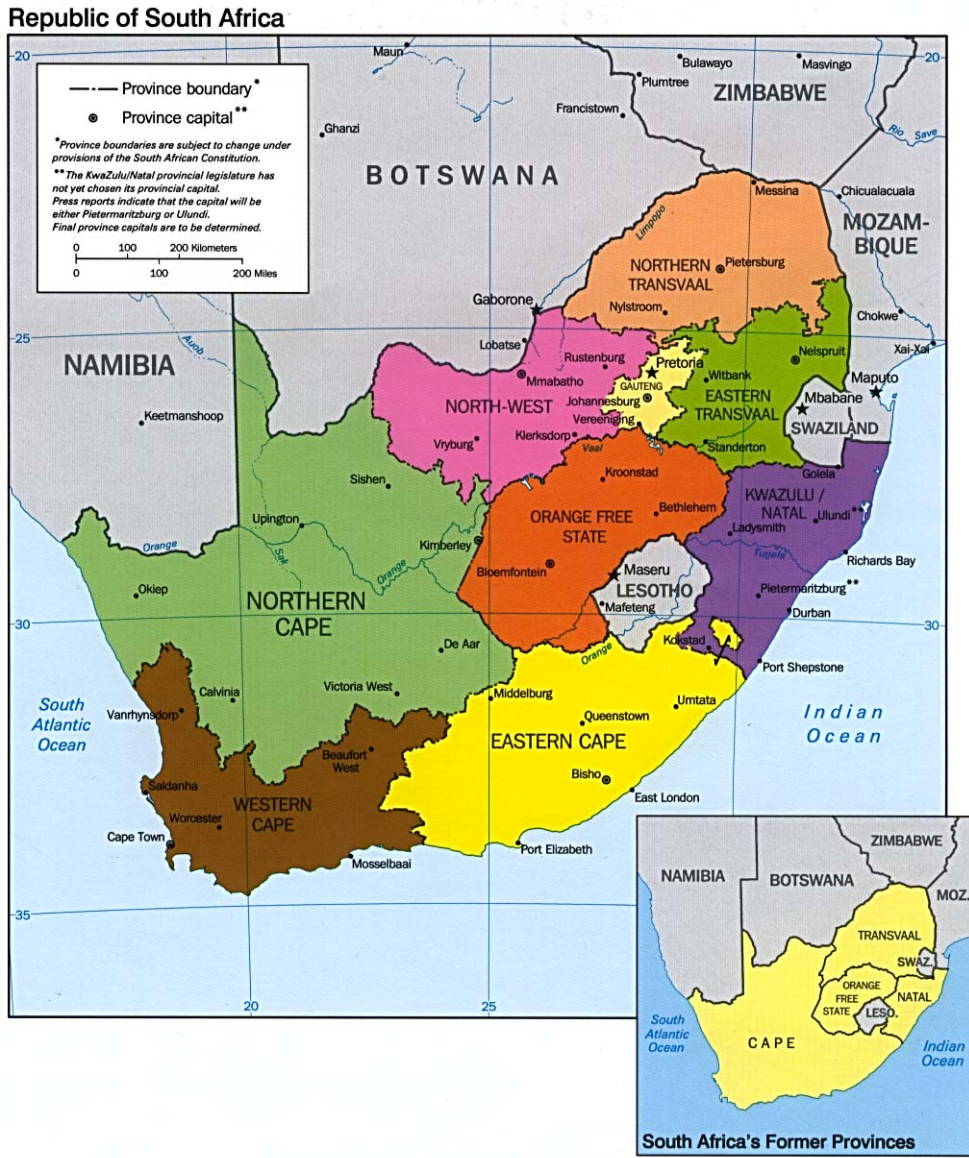 Republic of South Africa
Province boundary *
Province capital **
*Province boundaries are subject to change under
provisions of the South African Constitution.
**The KwaZulu/Natal provincial legislature has
not yet chosen its provincial capital.
Press reports indicate that the capital will be
either Pietermaritzburg or Ulundi.
Final province capitals are to be determined.
0 100 200 Kilometers
0 100 200 Miles
20
20
Maun
Bulawayo
Masvingo
Plumtree
ZIMBABWE
Francistown
Rio Save
Ghanzi
BOTSWANA
Messina
Chicualacuala
Limpopo
MOZAM-
BIQUE
NORTHERN
TRANSVAAL
Pietersburg
Gaborone
Nylstroom
Chokwe
25
25
Auob
Lobatse
Xai-Xai
NAMIBIA
Rustenburg
Pretoria
Nelspruit
Mmabatho
GAUTENG
Witbank
Maputo
NORTH-WEST
Johannesburg
EASTERN
TRANSVAAL
Mbabane
Keetmanshoop
Vereeniging
SWAZILAND
Vryburg
Klerksdorp
Vaal
Standerton
Golela
Sishen
Kroonstad
KWAZULU /
NATAL
Ulundi **
Upington
ORANGE FREE
STATE
Bethlehem
Ladysmith
Orange
Sak
Kimberley
Tugela
Richards Bay
Orange
Bloemfontein
Maseru
LESOTHO
Okiep
Pietermaritzburg **
NORTHERN
CAPE
Mafeteng
Durban
30
30
De Aar
Orange
Kokstad
Port Shepstone
Calvinia
Victoria West
Middelburg
Umtata
South
Atlantic
Ocean
Vanrhynsdorp
Queenstown
Indian
Ocean
EASTERN CAPE
Beaufort
West
Bisho
Saldanha
WESTERN
CAPE
East London
Worcester
Cape Town
Port Elizabeth
Mosselbaai
35
20
25
ZIMBABWE
NAMIBIA
BOTSWANA
MOZ.
TRANSVAAL
SWAZ.
ORANGE
FREE
STATE
NATAL
LESO.
South
Atlantic
Ocean
CAPE
Indian
Ocean
South Africa's Former Provinces